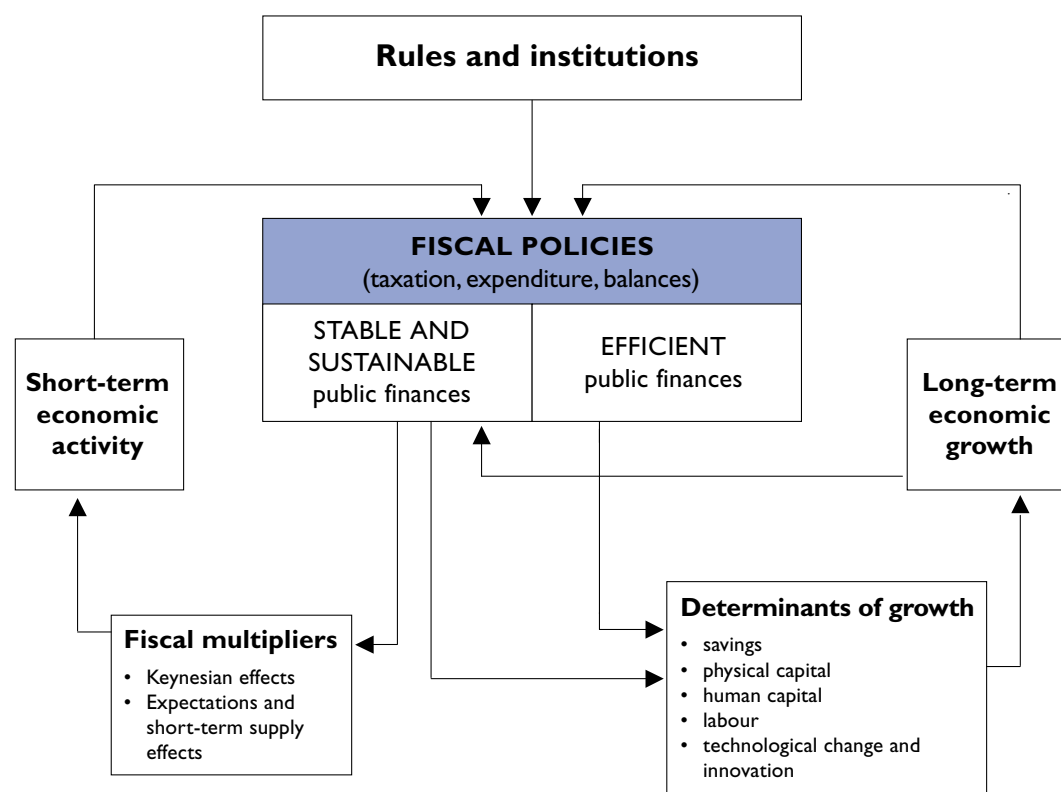 Rules and institutions
FISCAL POLICIES
(taxation, expenditure, balances)
STABLE AND
SUSTAINABLE
public finances
EFFICIENT
public finances
Short-term
economic
activity
Long-term
economic
growth
Fiscal multipliers
• Keynesian effects
• Expectations and
short-term supply
effects
Determinants of growth
• savings
• physical capital
• human capital
• labour
• technological change and
innovation